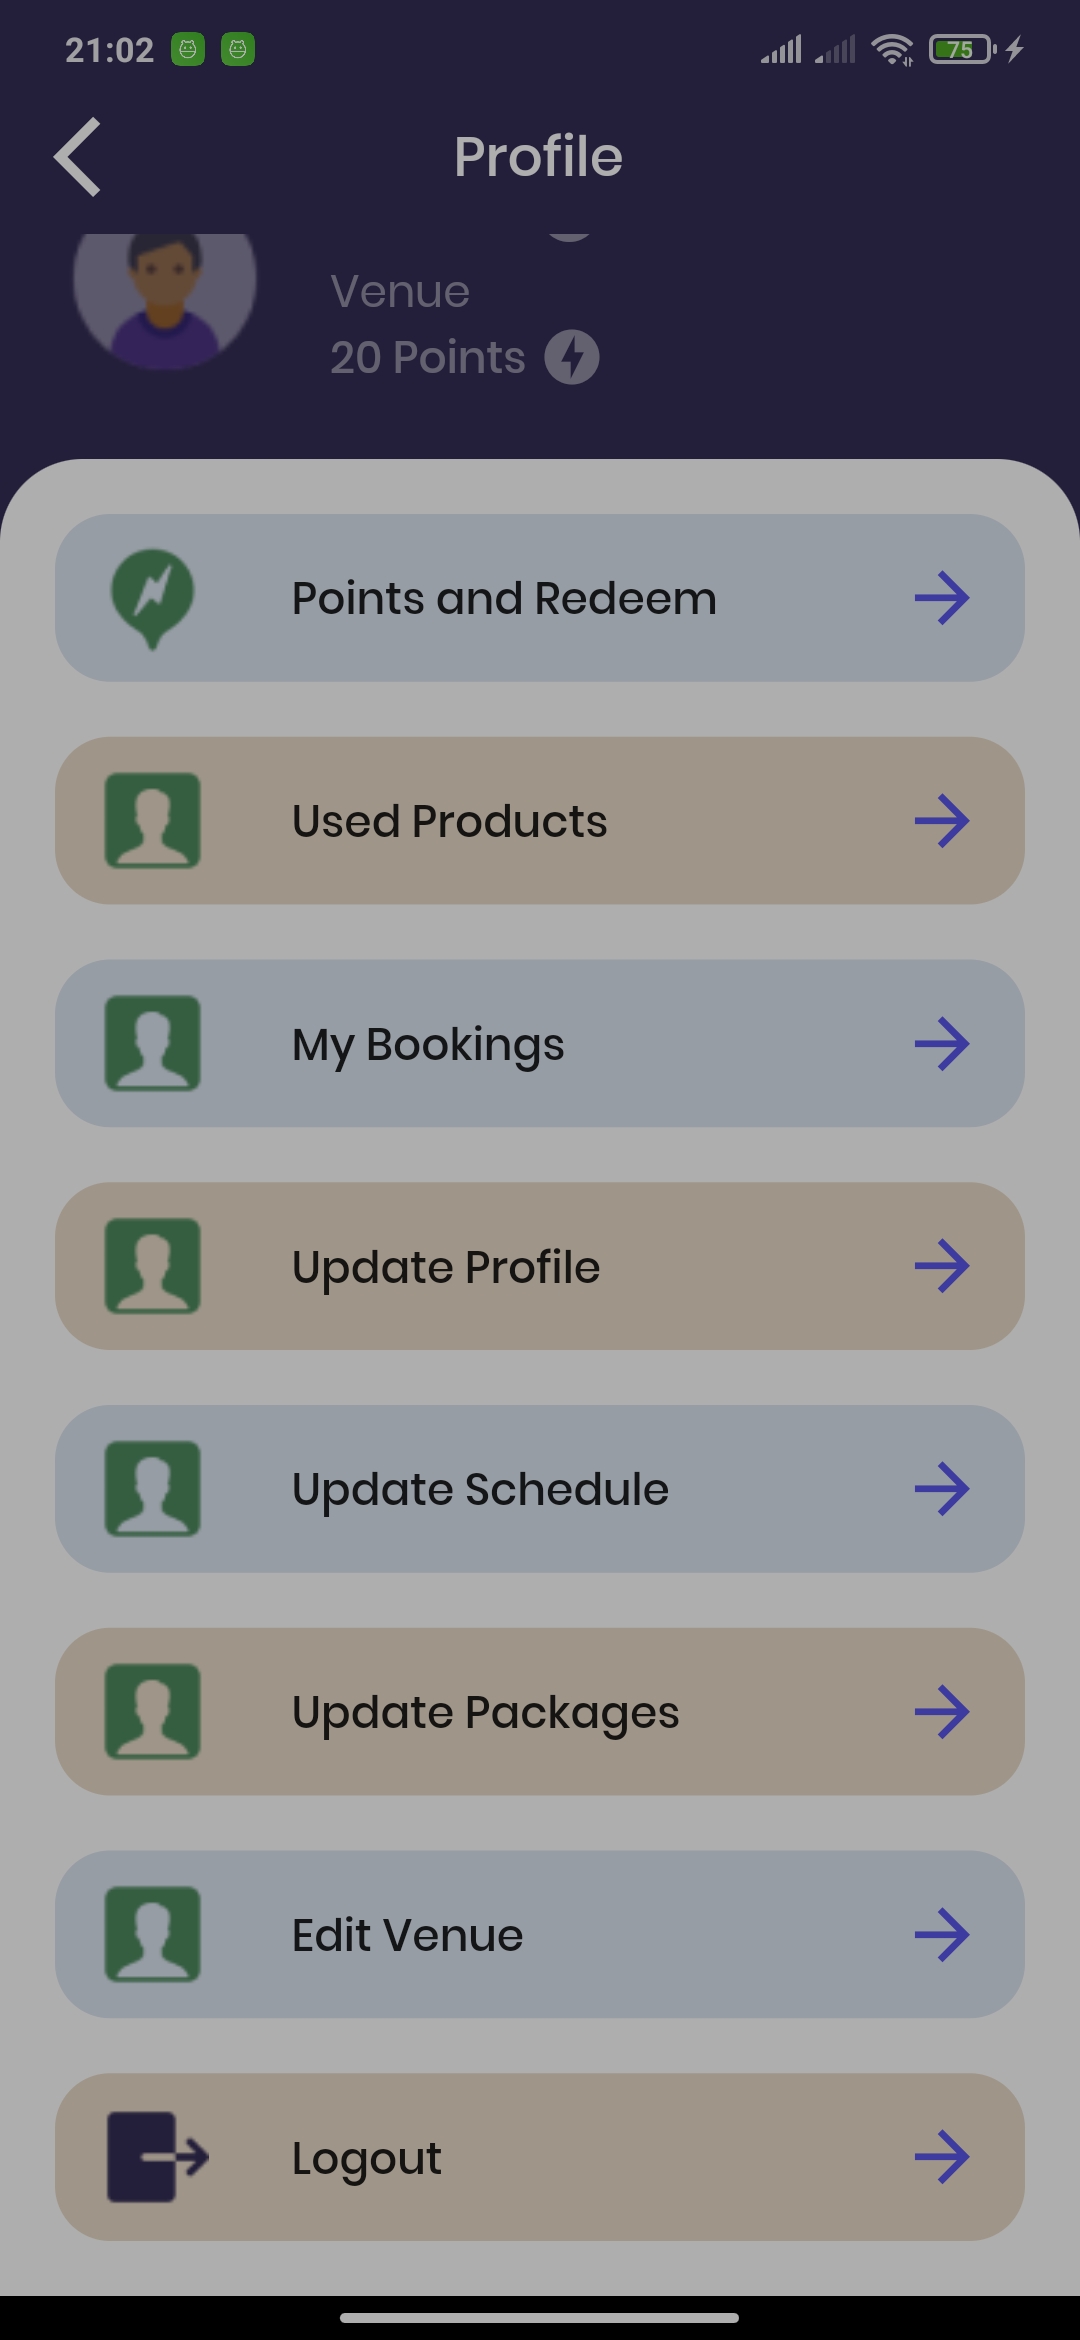 21:02
75
Profile
Venue
20 Points
Points and Redeem
Used Products
My Bookings
Update Profile
Update Schedule
Update Packages
Edit Venue
Logout